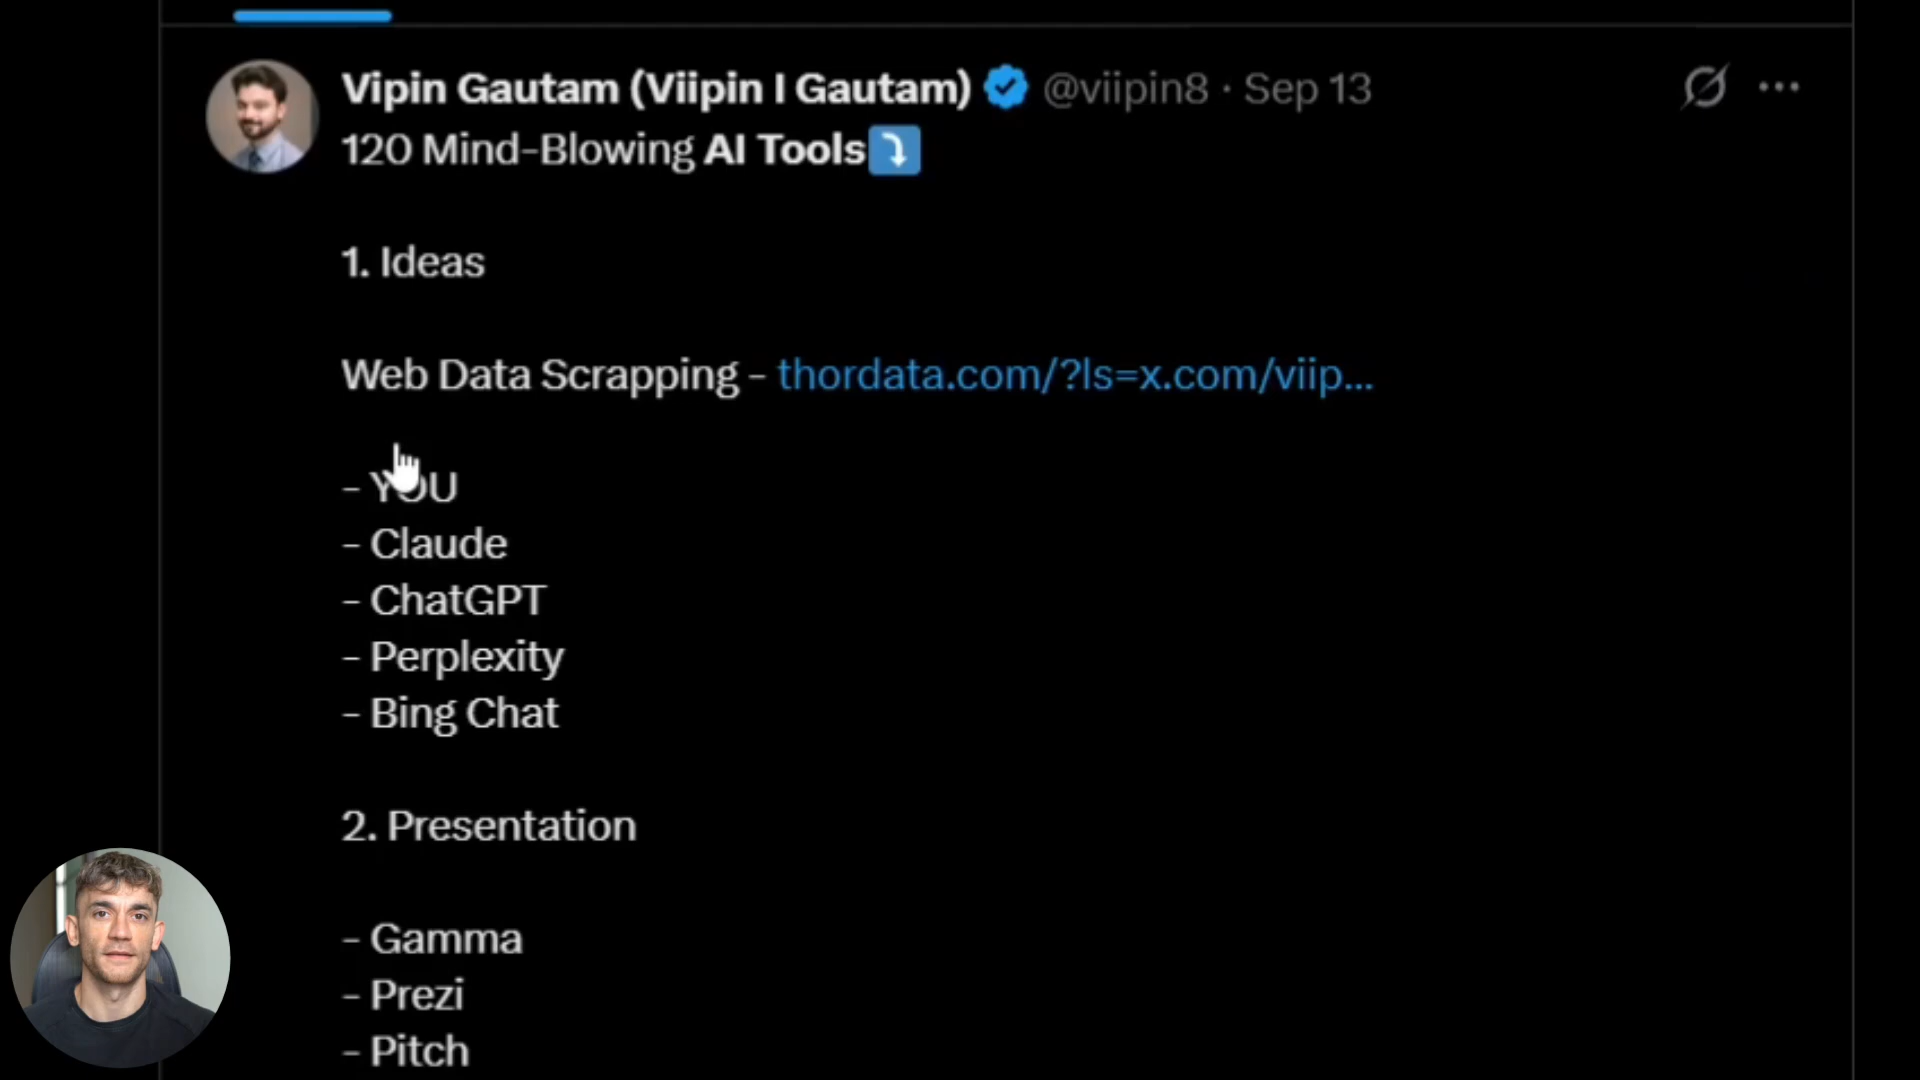 Vipin Gautam (Viipin I Gautam) @viipin8 · Sep 13
120 Mind-Blowing AI Tools⤵️
1. Ideas
Web Data Scrapping - thordata.com/?ls=x.com/viip...
- YOU
- Claude
- ChatGPT
- Perplexity
- Bing Chat
2. Presentation
- Gamma
- Prezi
- Pitch